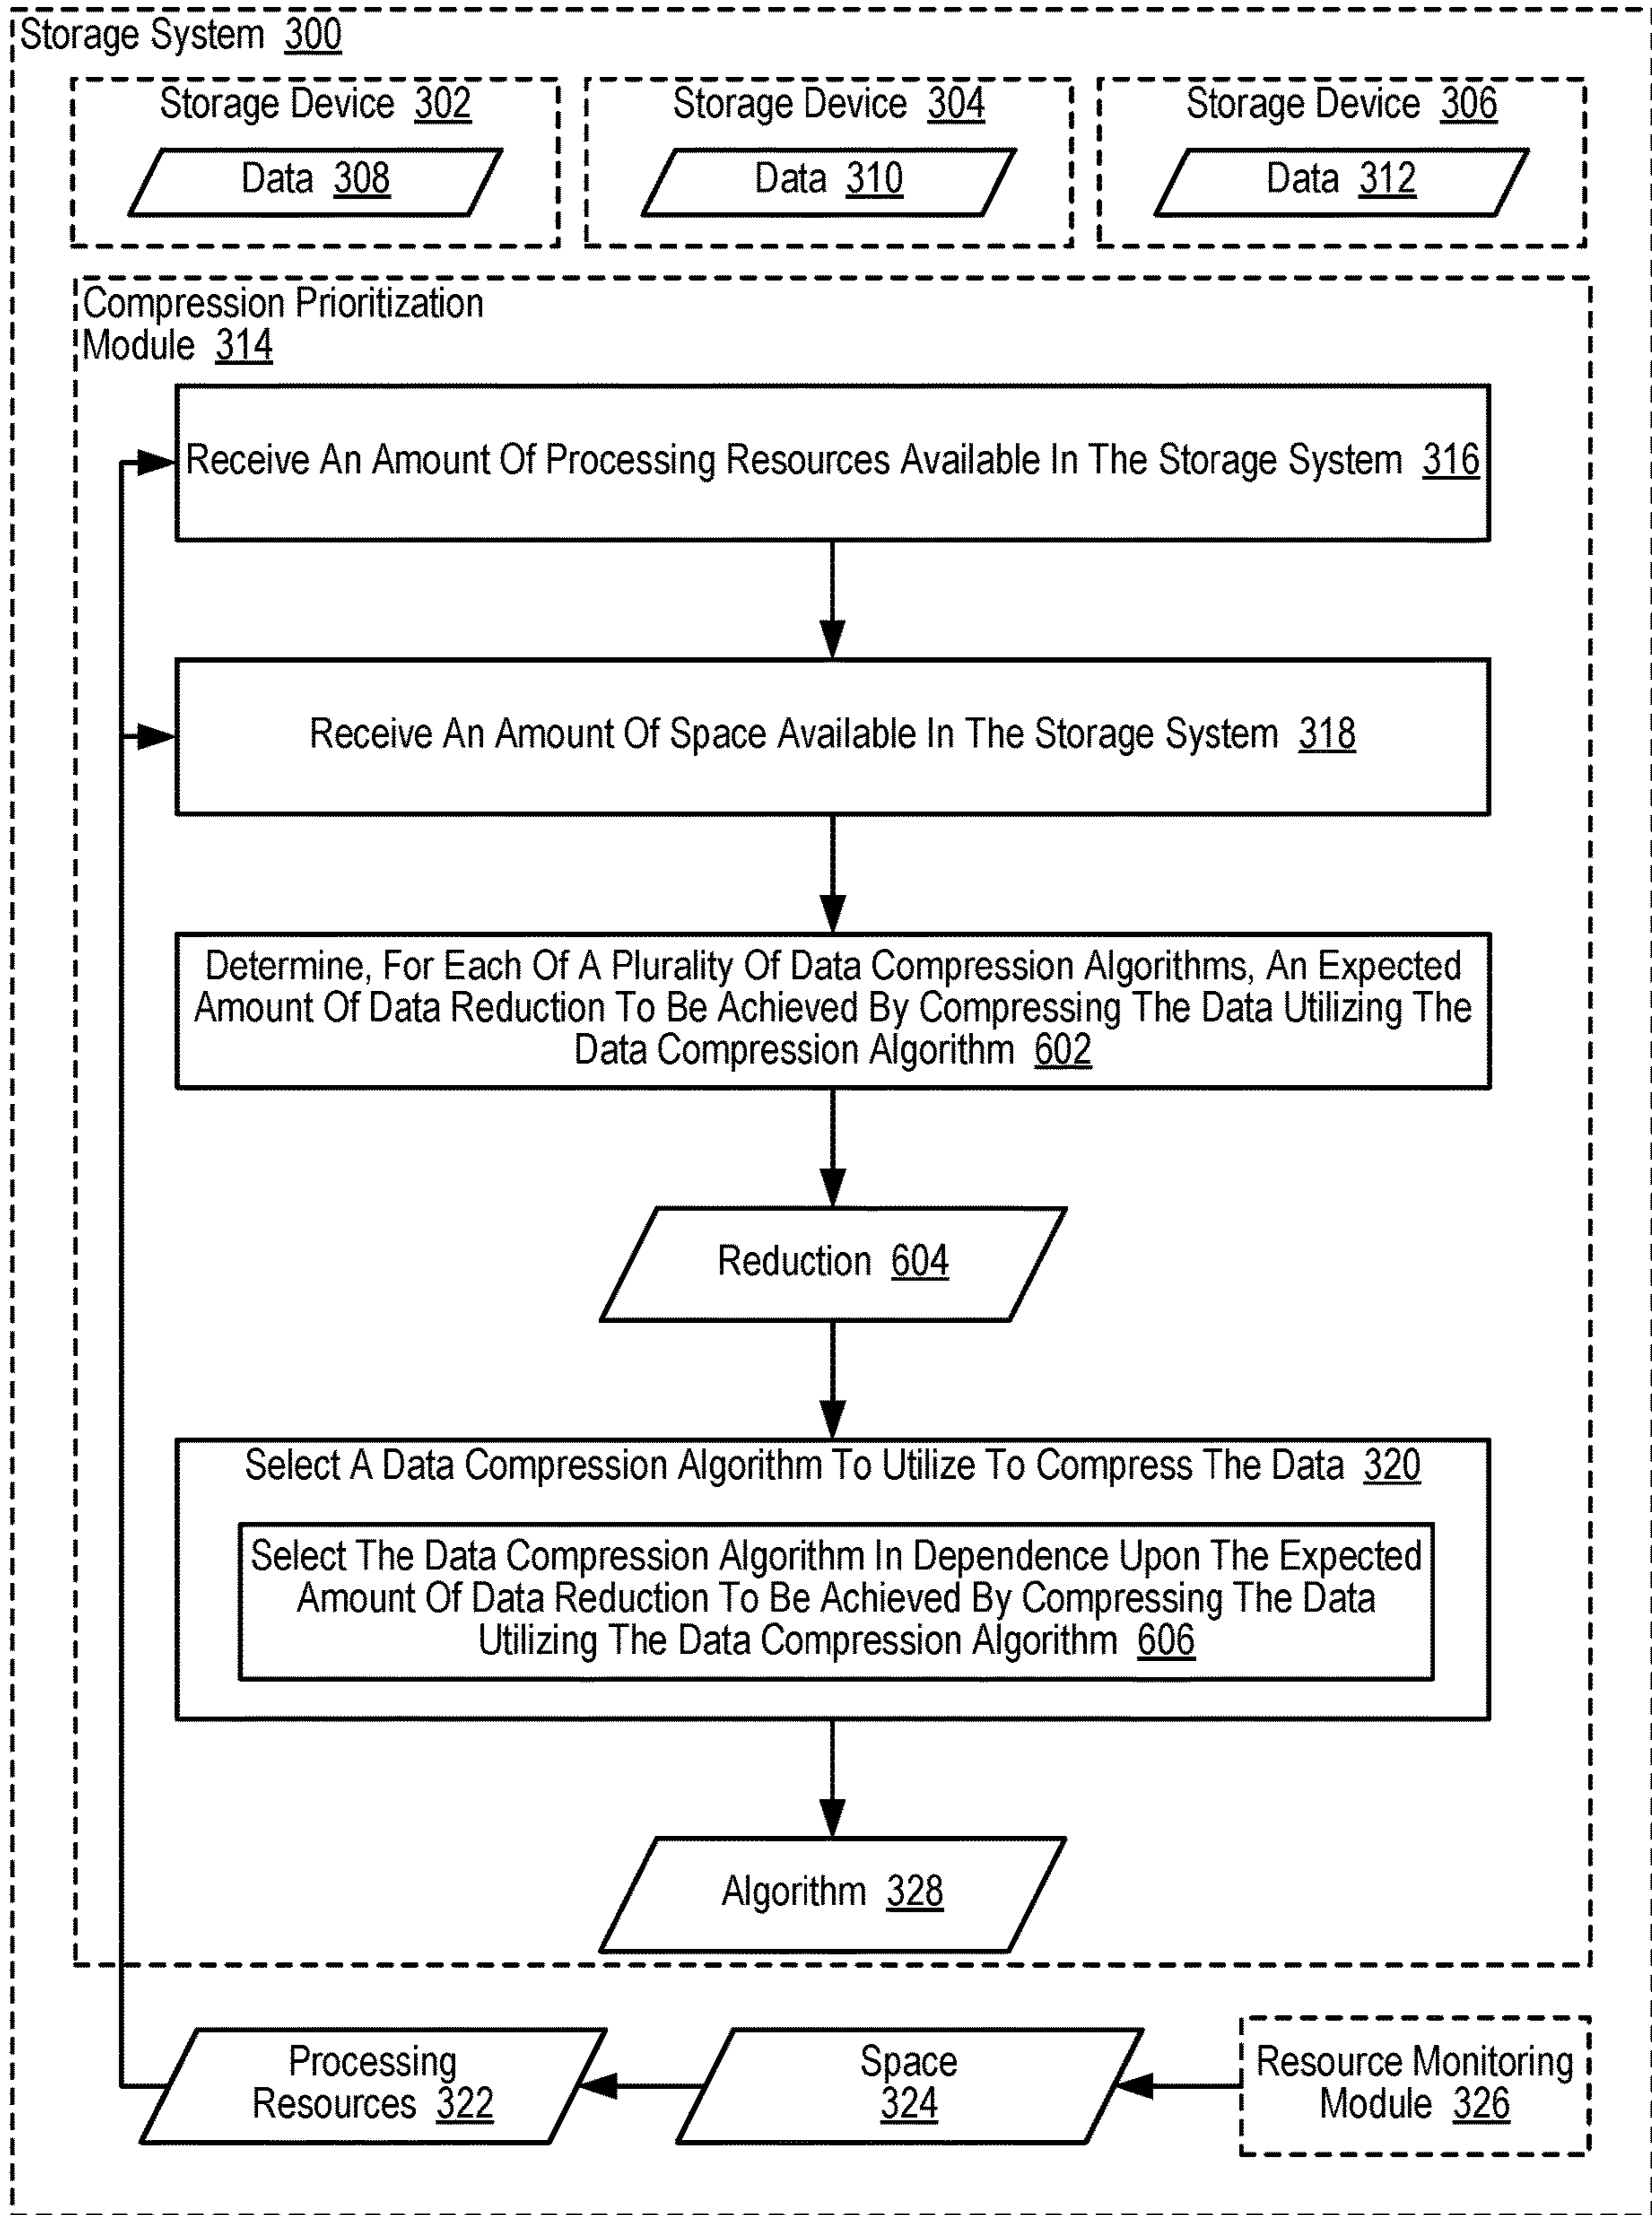 Storage System 300
Storage Device 302
Data 308
Storage Device 304
Data 310
Storage Device 306
Data 312
Compression Prioritization
Module 314
Receive An Amount Of Processing Resources Available In The Storage System 316
Receive An Amount Of Space Available In The Storage System 318
Determine, For Each Of A Plurality Of Data Compression Algorithms, An Expected
Amount Of Data Reduction To Be Achieved By Compressing The Data Utilizing The
Data Compression Algorithm 602
Reduction 604
Select A Data Compression Algorithm To Utilize To Compress The Data 320
Select The Data Compression Algorithm In Dependence Upon The Expected
Amount Of Data Reduction To Be Achieved By Compressing The Data
Utilizing The Data Compression Algorithm 606
Algorithm 328
Processing
Resources 322
Space
324
Resource Monitoring
Module 326